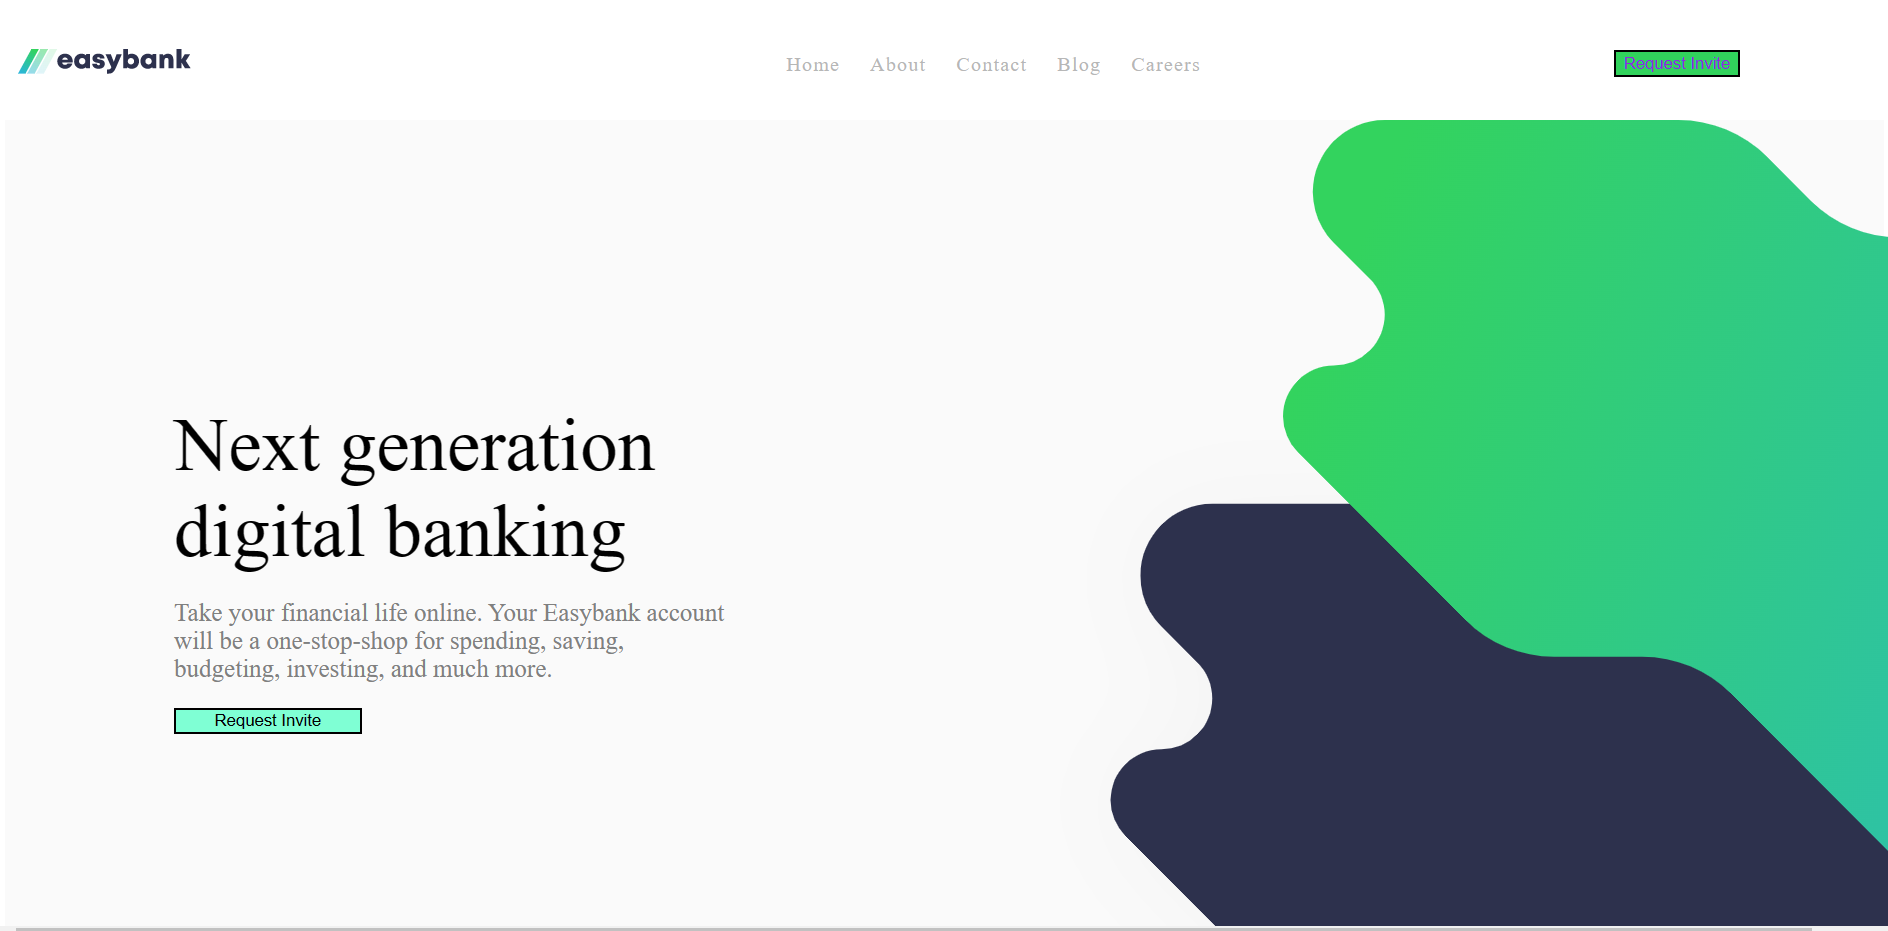 easybank
Home About Contact Blog Careers
Request Invite
Next generation
digital banking
Take your financial life online. Your Easybank account
will be a one-stop-shop for spending, saving,
budgeting, investing, and much more.
Request Invite